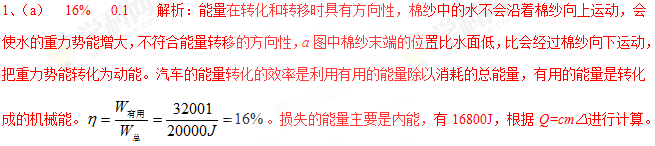 1、（a）　16%　0.1　　解析：能量在转化和转移时具有方向性，棉纱中的水不会沿着棉纱向上运动，会
使水的重力势能增大，不符合能量转移的方向性，a 图中棉纱末端的位置比水面低，比会经过棉纱向下运动，
把重力势能转化为动能。汽车的能量转化的效率是利用有用的能量除以消耗的总能量，有用的能量是转化
成的机械能。η = W有用/W总 = 32001/20000J = 16% 。损失的能量主要是内能，有 16800J，根据 Q=cm△进行计算。